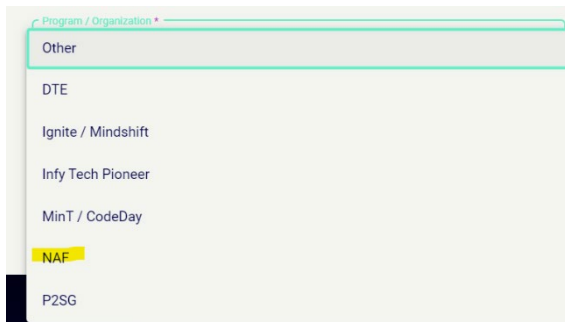 Program / Organization *
Other
DTE
Ignite / Mindshift
Infy Tech Pioneer
MinT / CodeDay
NAF
P2SG